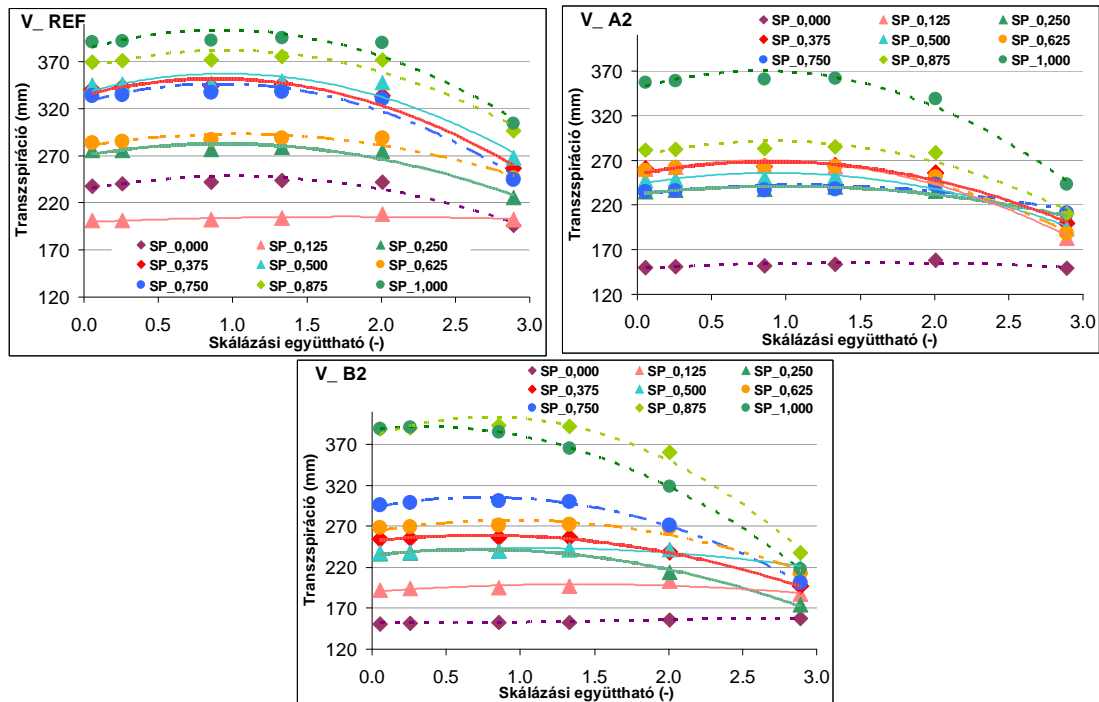 V_ REF
Transzspiráció (mm)
370
320
270
220
170
120
SP_0,000 SP_0,125 SP_0,250
SP_0,375 SP_0,500 SP_0,625
SP_0,750 SP_0,875 SP_1,000
0.0 0.5 1.0 1.5 2.0 2.5 3.0
Skálázási együttható (-)
V_ A2
SP_0,000 SP_0,125 SP_0,250
SP_0,375 SP_0,500 SP_0,625
SP_0,750 SP_0,875 SP_1,000
Transzspiráció (mm)
370
320
270
220
170
120
0.0 0.5 1.0 1.5 2.0 2.5 3.0
Skálázási együttható (-)
V_ B2
SP_0,000 SP_0,125 SP_0,250
SP_0,375 SP_0,500 SP_0,625
SP_0,750 SP_0,875 SP_1,000
Transzspiráció (mm)
370
320
270
220
170
120
0.0 0.5 1.0 1.5 2.0 2.5 3.0
Skálázási együttható (-)